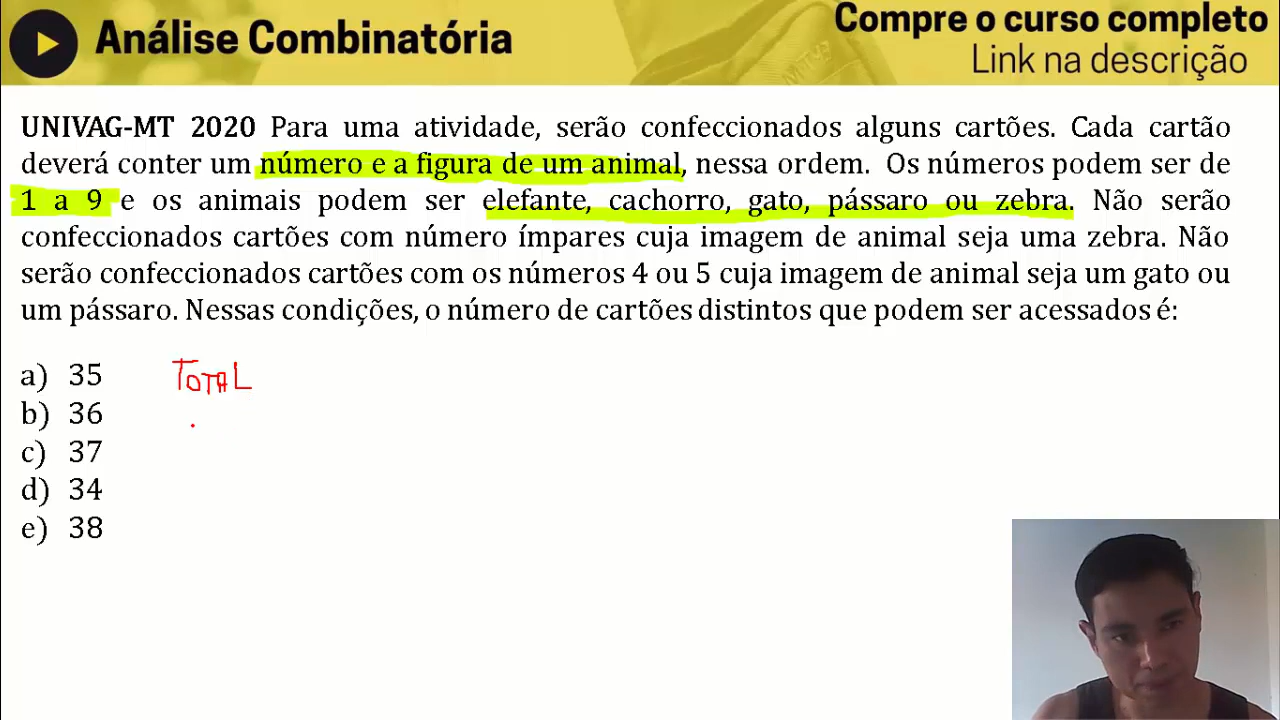 Análise Combinatória
Compre o curso completo
Link na descrição
UNIVAG-MT 2020 Para uma atividade, serão confeccionados alguns cartões. Cada cartão
deverá conter um número e a figura de um animal, nessa ordem. Os números podem ser de
1 a 9 e os animais podem ser elefante, cachorro, gato, pássaro ou zebra. Não serão
confeccionados cartões com número ímpares cuja imagem de animal seja uma zebra. Não
serão confeccionados cartões com os números 4 ou 5 cuja imagem de animal seja um gato ou
um pássaro. Nessas condições, o número de cartões distintos que podem ser acessados é:
a) 35
b) 36
c) 37
d) 34
e) 38
TOTAL